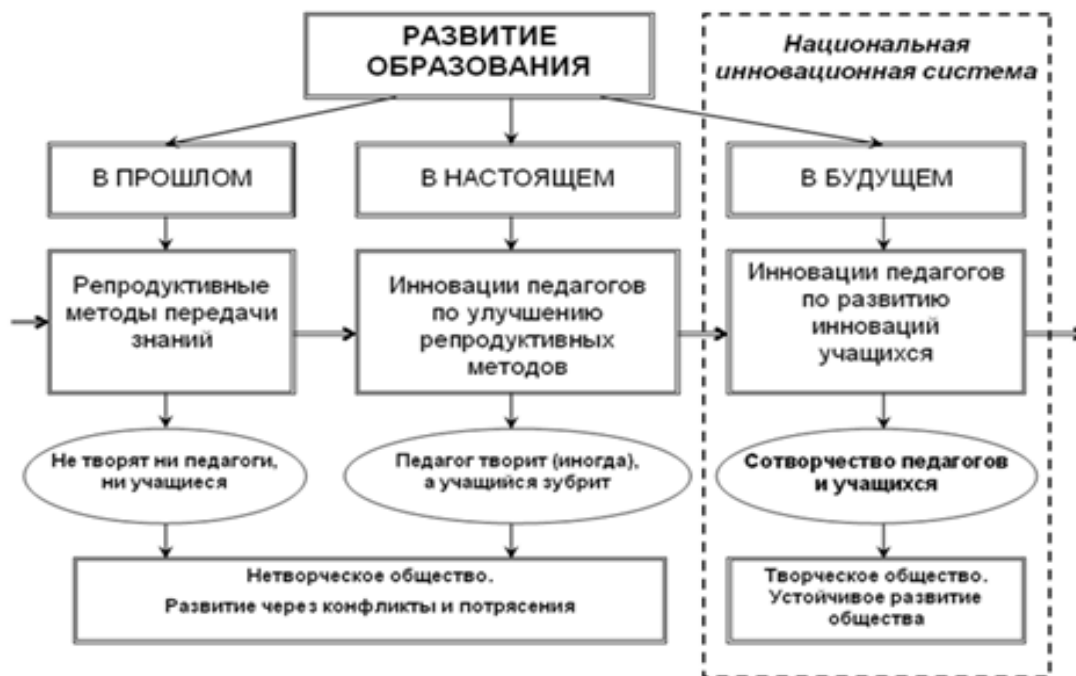 РАЗВИТИЕ
ОБРАЗОВАНИЯ
Национальная
инновационная система
В ПРОШЛОМ
В НАСТОЯЩЕМ
В БУДУЩЕМ
Репродуктивные
методы передачи
знаний
Инновации педагогов
по улучшению
репродуктивных
методов
Инновации педагогов
по развитию
инноваций
учащихся
Не творят ни педагоги,
ни учащиеся
Педагог творит (иногда),
а учащийся зубрит
Сотворчество педагогов
и учащихся
Нетворческое общество.
Развитие через конфликты и потрясения
Творческое общество.
Устойчивое развитие
общества